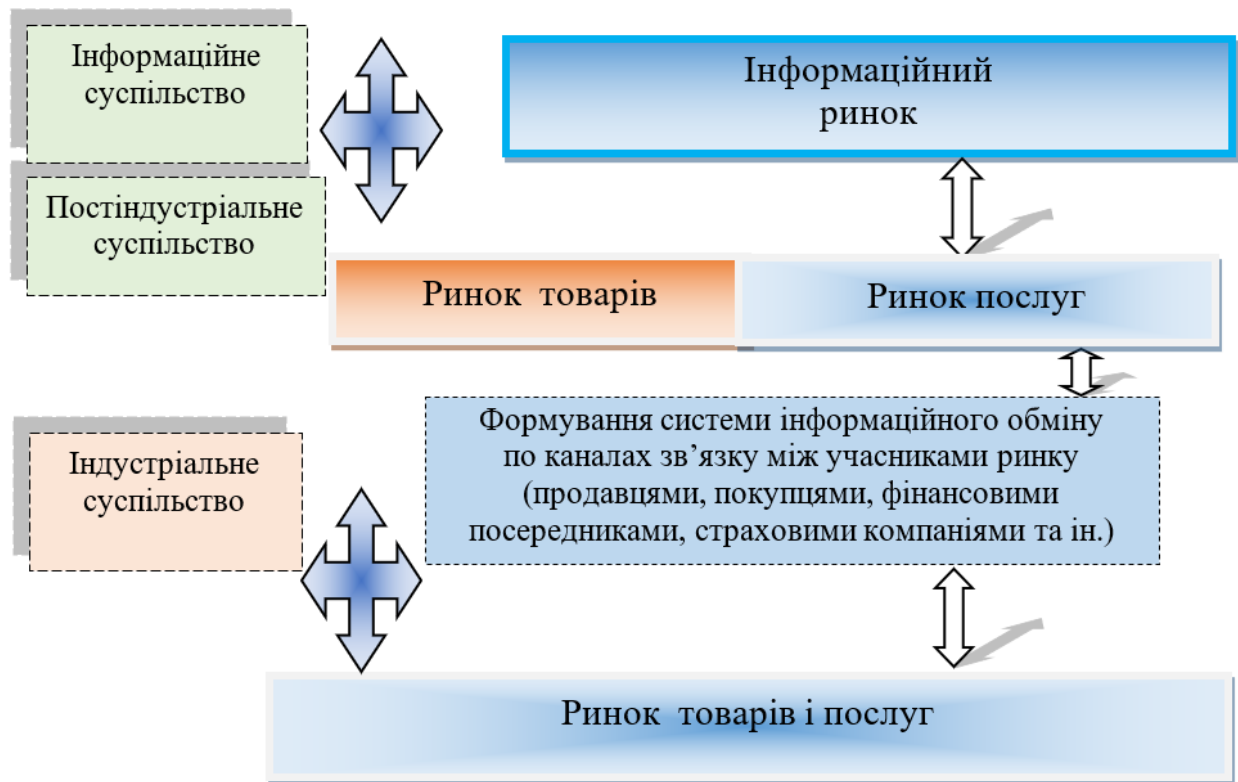 Інформаційне
суспільство
Інформаційний
ринок
Постіндустріальне
суспільство
Ринок товарів
Ринок послуг
Індустріальне
суспільство
Формування системи інформаційного обміну
по каналах зв’язку між учасниками ринку
(продавцями, покупцями, фінансовими
посередниками, страховими компаніями та ін.)
Ринок товарів і послуг